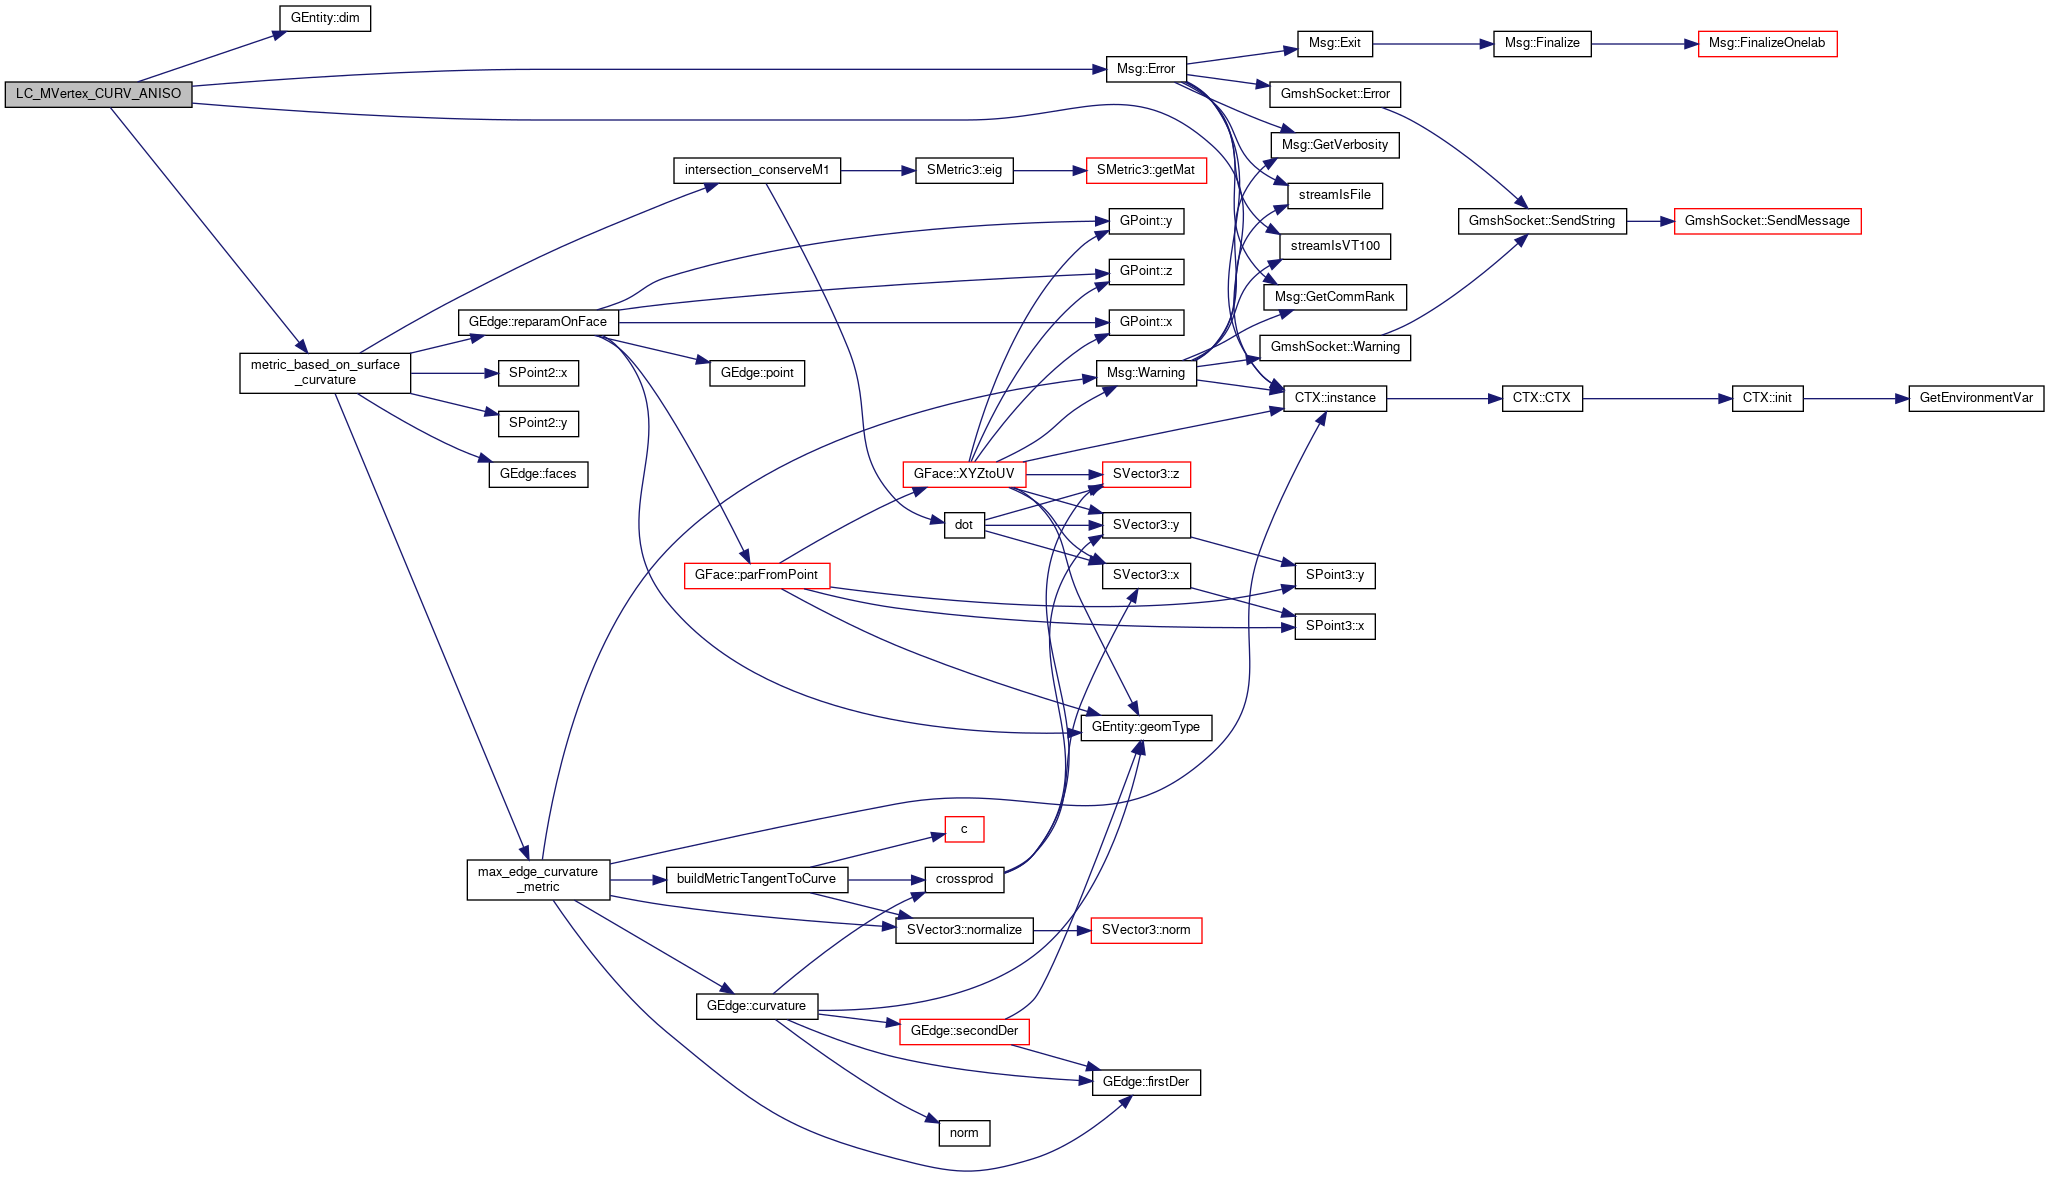 GEntity::dim
Msg::Exit
Msg::Finalize
Msg::FinalizeOnelab
Msg::Error
LC_MVertex_CURV_ANISO
GmshSocket::Error
Msg::GetVerbosity
intersection_conserveM1
SMetric3::eig
SMetric3::getMat
streamIsFile
GPoint::y
GmshSocket::SendString
GmshSocket::SendMessage
streamIsVT100
GPoint::z
Msg::GetCommRank
GEdge::reparamOnFace
GPoint::x
GmshSocket::Warning
metric_based_on_surface
_curvature
SPoint2::x
GEdge::point
Msg::Warning
CTX::instance
CTX::CTX
CTX::init
GetEnvironmentVar
SPoint2::y
GEdge::faces
GFace::XYZtoUV
SVector3::z
dot
SVector3::y
GFace::parFromPoint
SVector3::x
SPoint3::y
SPoint3::x
GEntity::geomType
c
max_edge_curvature
_metric
buildMetricTangentToCurve
crossprod
SVector3::normalize
SVector3::norm
GEdge::curvature
GEdge::secondDer
GEdge::firstDer
norm